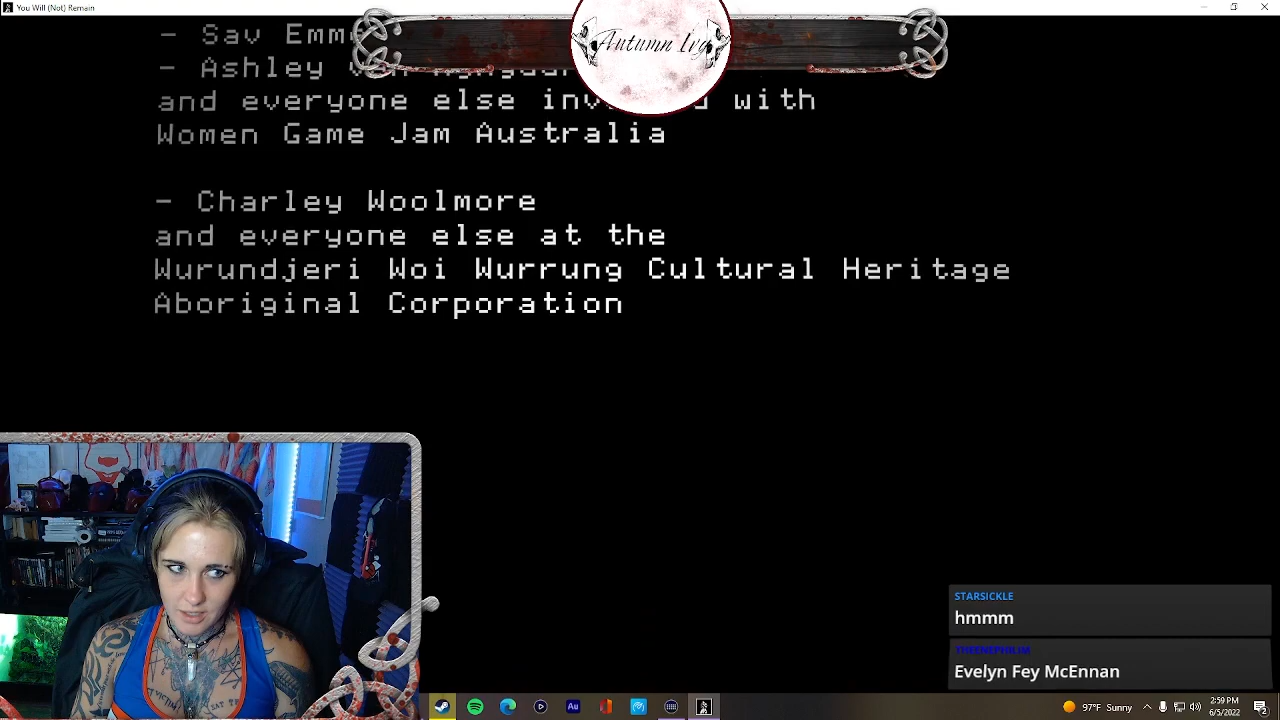 You Will (Not) Remain
- Sav
Autumn Ivy
- Ashley
and everyone else with
Women Game Jam Australia
- Charley Woolmore
and everyone else at the
Wurundjeri Woi Wurrung Cultural Heritage
Aboriginal Corporation
STARSICKLE
hmmm
Evelyn Fey McEnnan
97°F Sunny
2:59 PM
6/5/2022